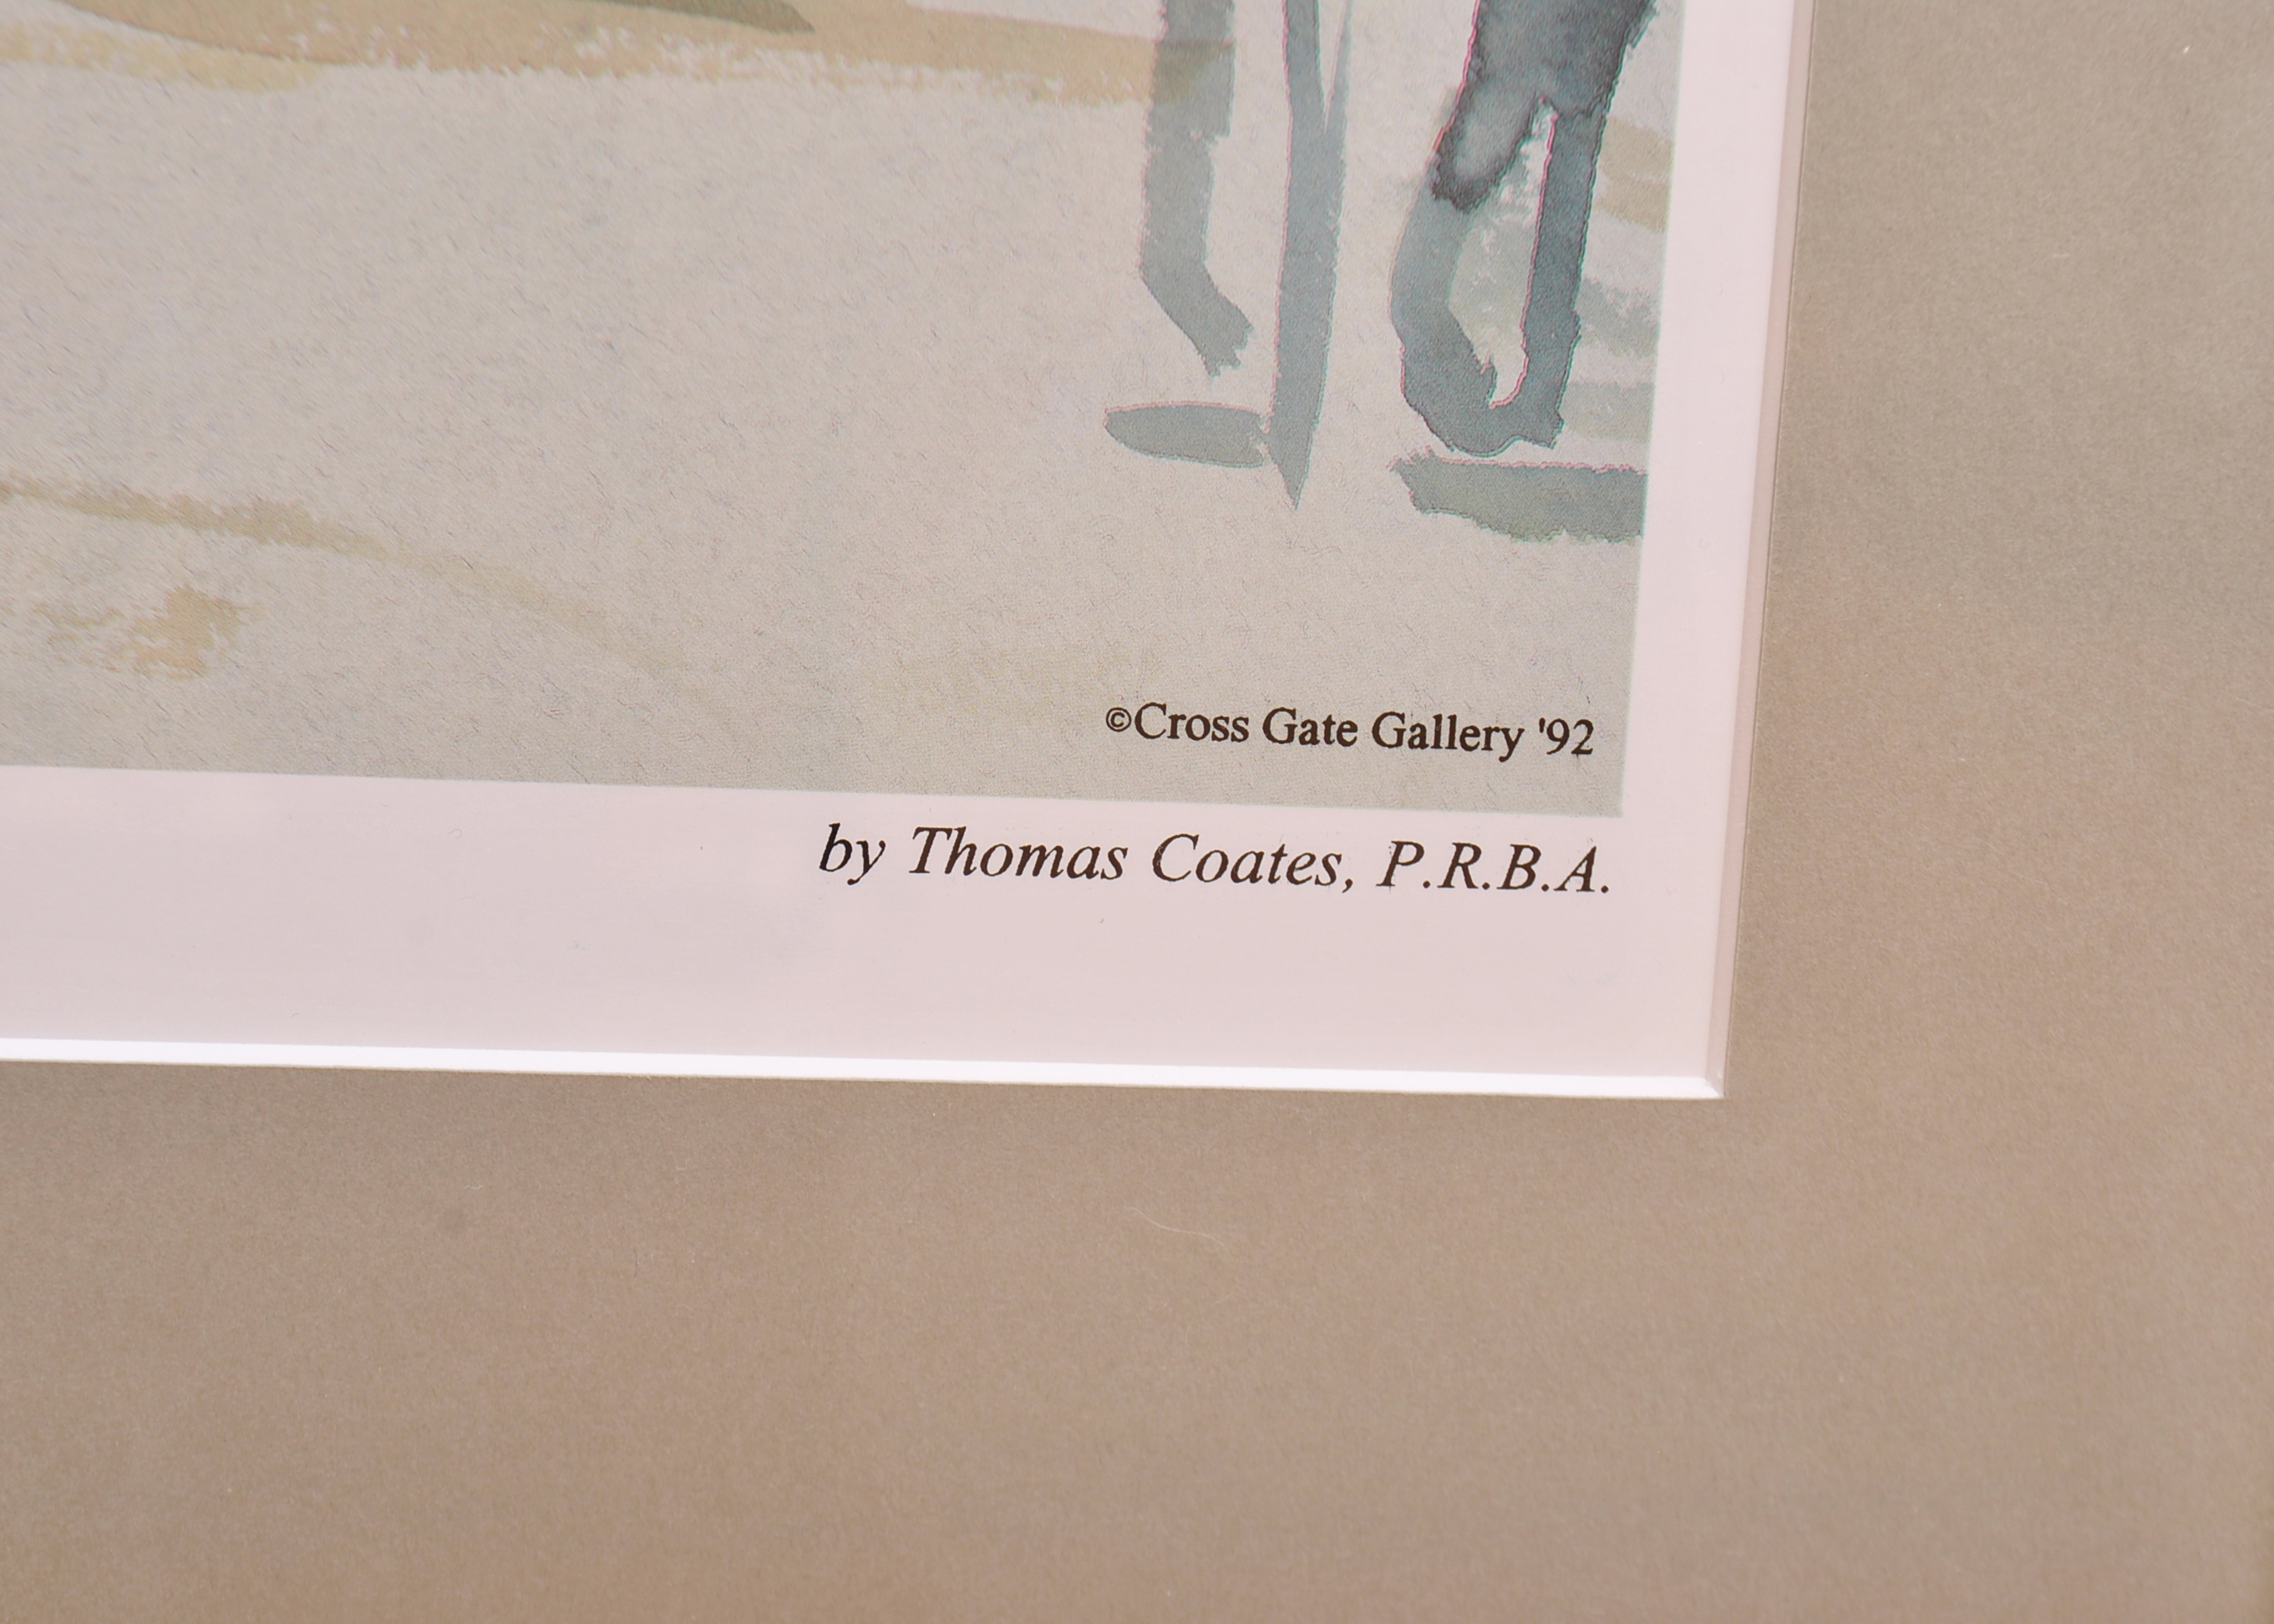 ©Cross Gate Gallery '92
by Thomas Coates, P.R.B.A.